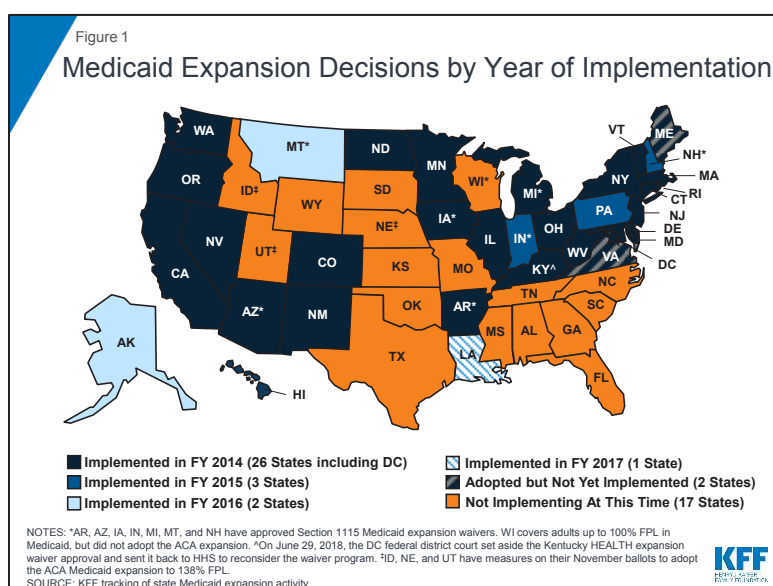 Figure 1
Medicaid Expansion Decisions by Year of Implementation
WA
OR
CA
NV
ID‡
MT*
WY
UT‡
AZ*
CO
NM
ND
SD
NE‡
KS
OK
TX
MN
IA*
MO
AR*
LA
WI*
IL
MI*
IN*
OH
KY^
TN
MS
AL
GA
FL
SC
NC
WV
VA
PA
NY
VT
ME
NH*
MA
RI
CT
NJ
DE
MD
DC
AK
HI
Implemented in FY 2014 (26 States including DC)
Implemented in FY 2015 (3 States)
Implemented in FY 2016 (2 States)
Implemented in FY 2017 (1 State)
Adopted but Not Yet Implemented (2 States)
Not Implementing At This Time (17 States)
NOTES: *AR, AZ, IA, IN, MI, MT, and NH have approved Section 1115 Medicaid expansion waivers. WI covers adults up to 100% FPL in
Medicaid, but did not adopt the ACA expansion. ^On June 29, 2018, the DC federal district court set aside the Kentucky HEALTH expansion
waiver approval and sent it back to HHS to reconsider the waiver program. ‡ID, NE, and UT have measures on their November ballots to adopt
the ACA Medicaid expansion to 138% FPL.
SOURCE: KFF tracking of state Medicaid expansion activity
KFF
HENRY J KAISER
FAMILY FOUNDATION